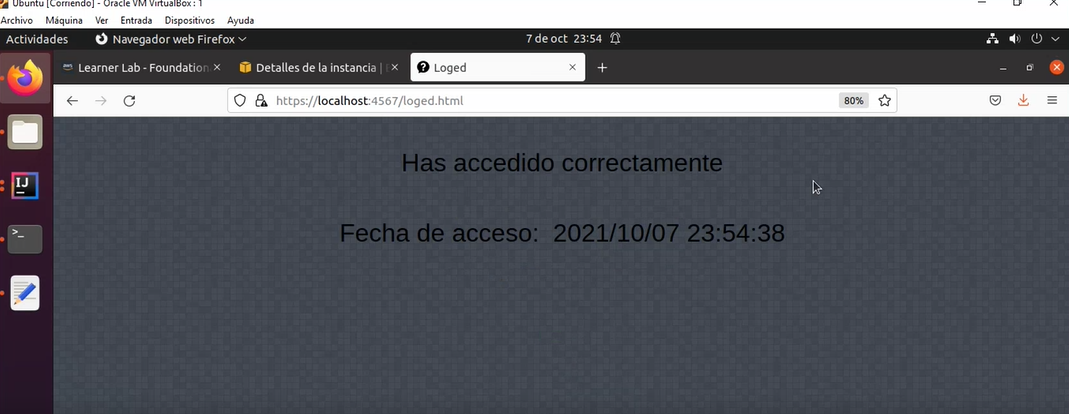 Ubuntu [Corriendo] - Oracle VM VirtualBox : 1
Archivo Máquina Ver Entrada Dispositivos Ayuda
Actividades Navegador web Firefox 7 de oct 23:54
Learner Lab - Foundation Detalles de la instancia | Loged
https://localhost:4567/loged.html 80%
Has accedido correctamente
Fecha de acceso: 2021/10/07 23:54:38
IJ
>_